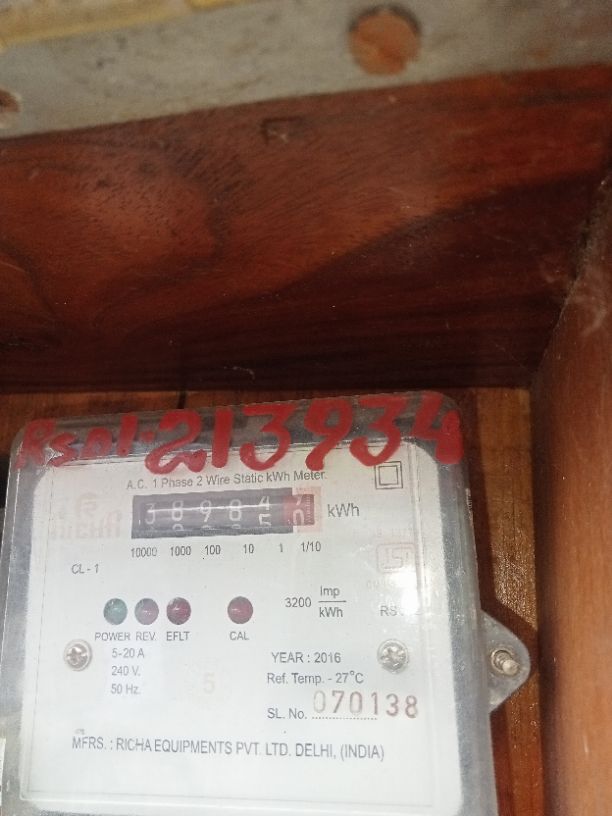 RSD1-213934
A.C. 1 Phase 2 Wire Static kWh Meter.
38984 kWh
10000 1000 100 10 1 1/10
CL - 1
3200 imp/kWh
POWER REV. EFLT CAL
5-20 A
240 V.
50 Hz.
YEAR : 2016
Ref. Temp. - 27°C
SL. No. 070138
MFRS. : RICHA EQUIPMENTS PVT. LTD. DELHI, (INDIA)